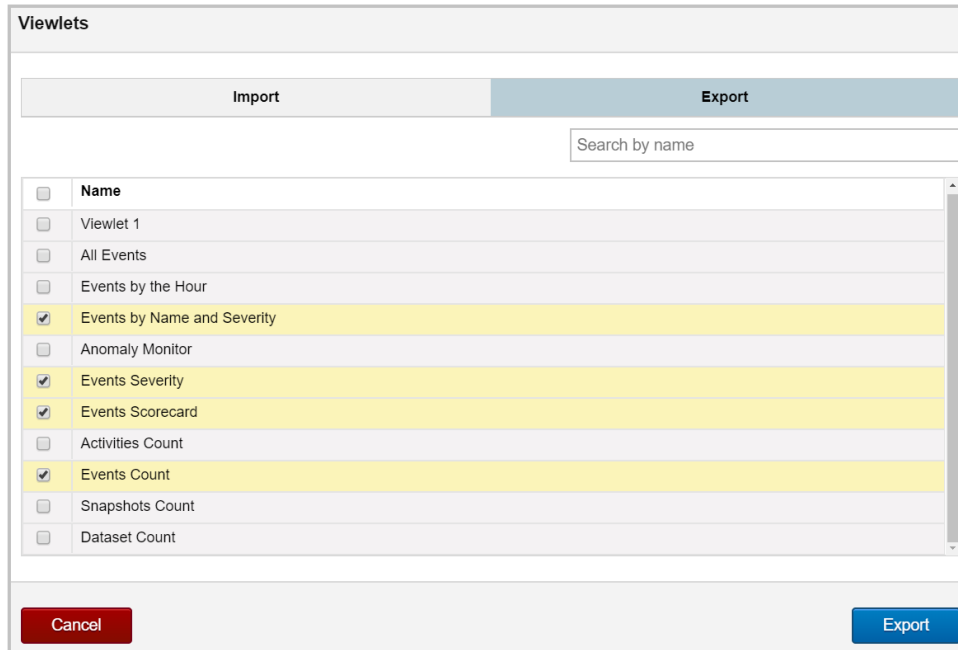 Viewlets
Import
Export
Search by name
Name
Viewlet 1
All Events
Events by the Hour
Events by Name and Severity
Anomaly Monitor
Events Severity
Events Scorecard
Activities Count
Events Count
Snapshots Count
Dataset Count
Cancel
Export